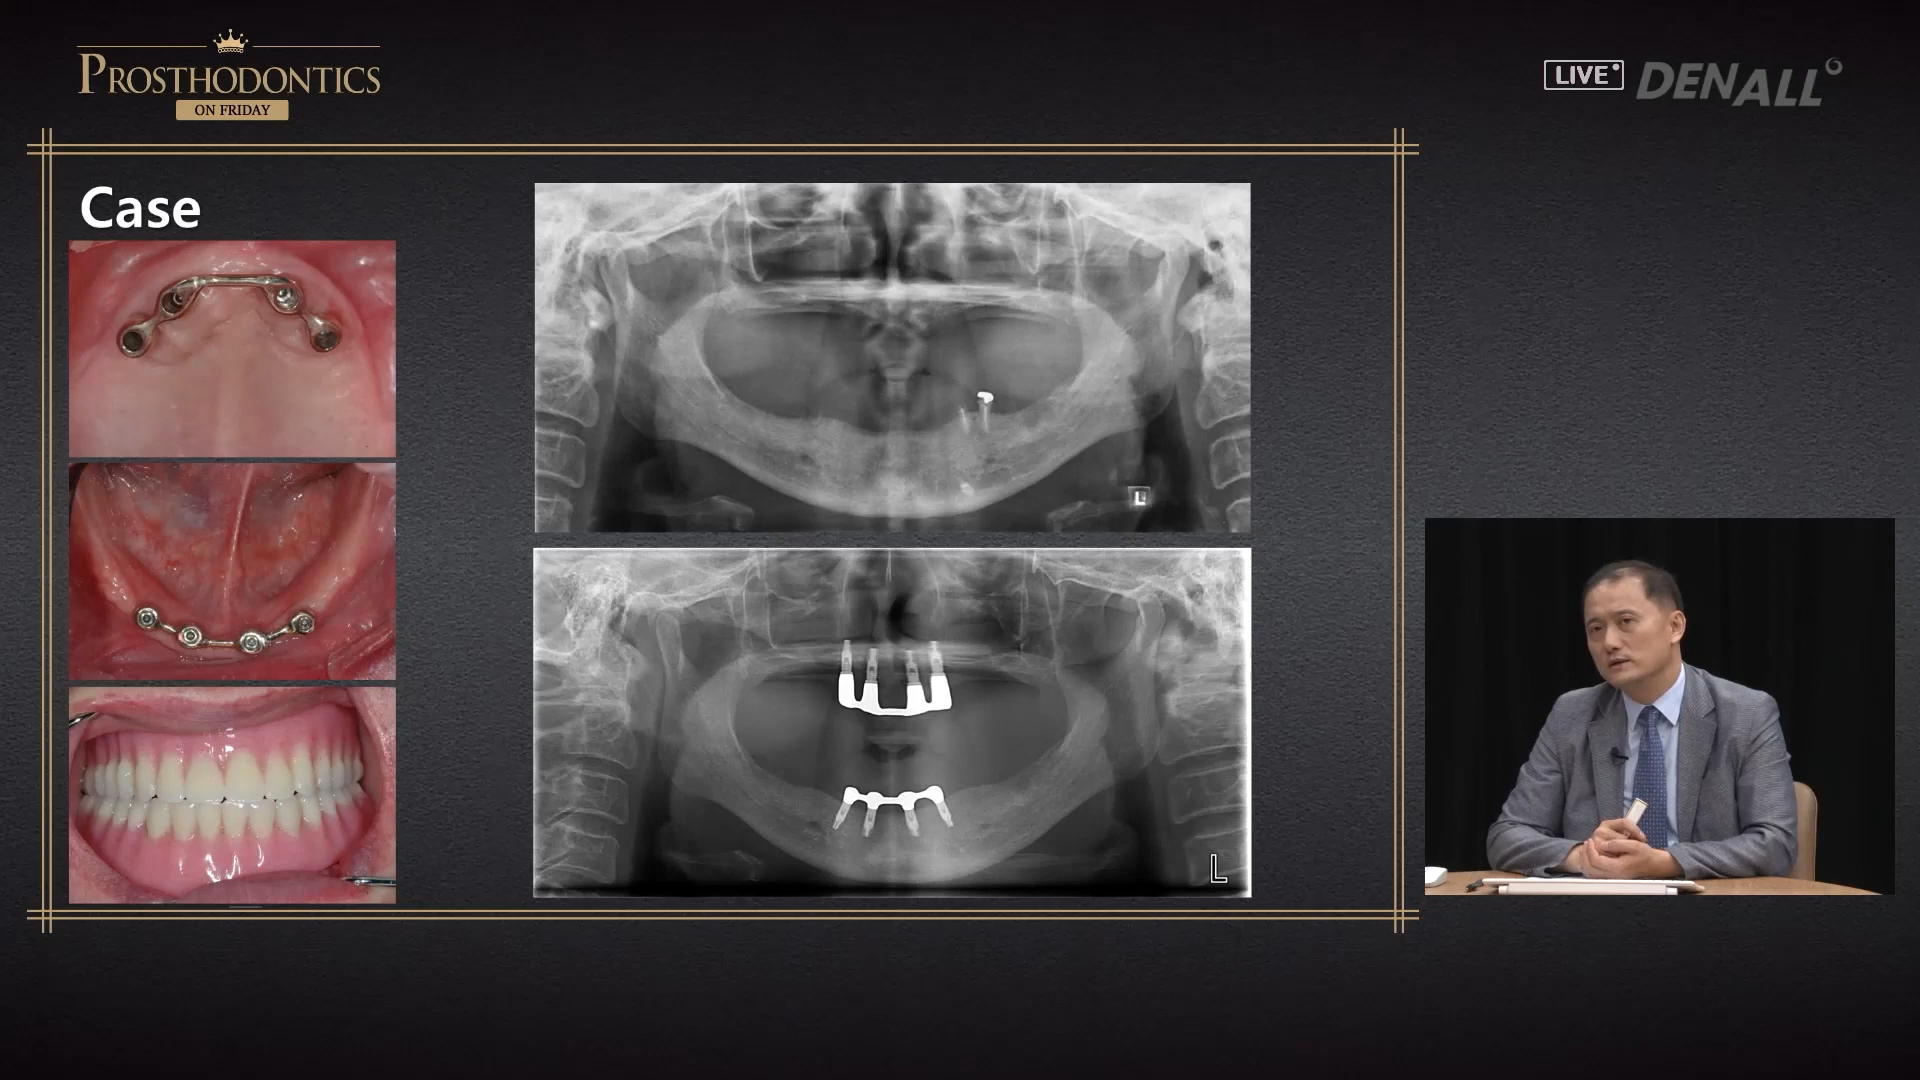 PROSTHODONTICS
ON FRIDAY
LIVE
DENALL
Case
L
L